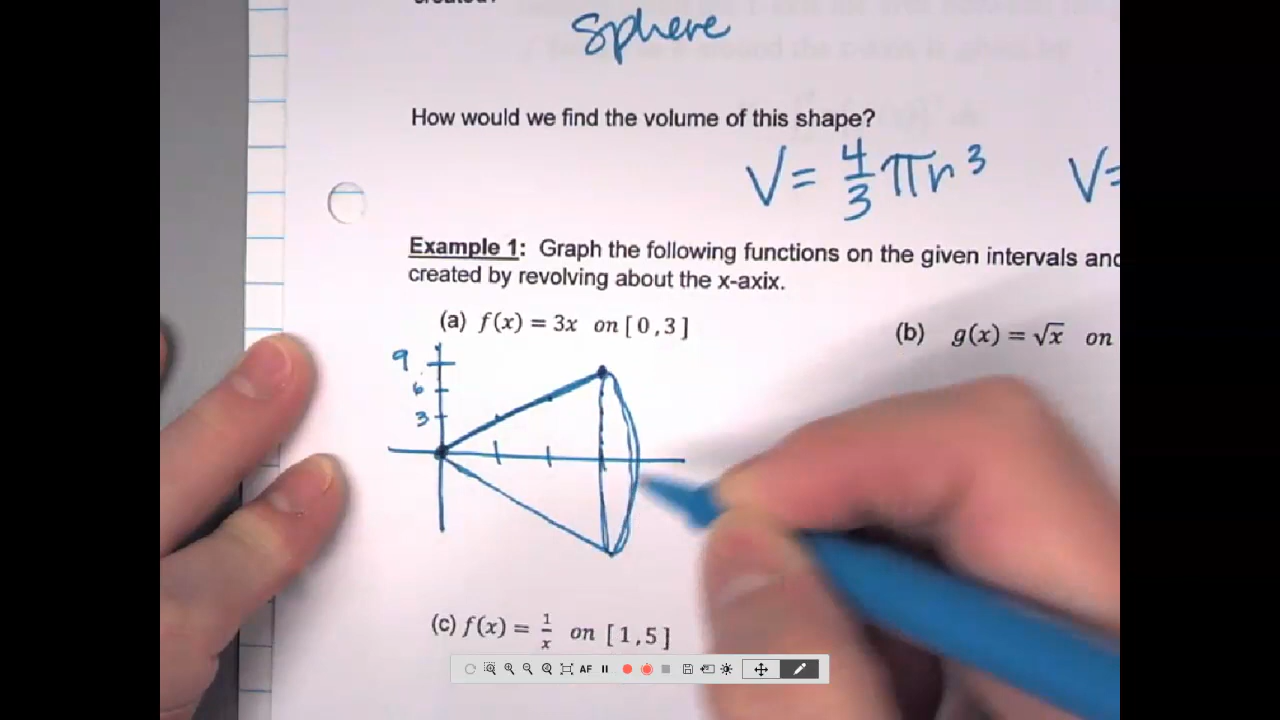 Sphere
How would we find the volume of this shape?
V = 4/3 πr³ V=
Example 1: Graph the following functions on the given intervals and
created by revolving about the x-axix.
(a) f(x) = 3x on [0,3]
(b) g(x) = √x on
9
6
3
(c) f(x) = 1/x on [1,5]
AF